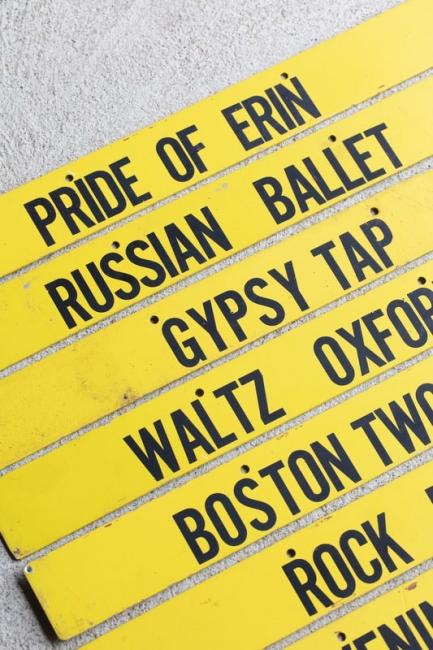 PRIDE OF ERIN
RUSSIAN BALLET
GYPSY TAP
WALTZ OXFOR
BOSTON TWO
ROCK